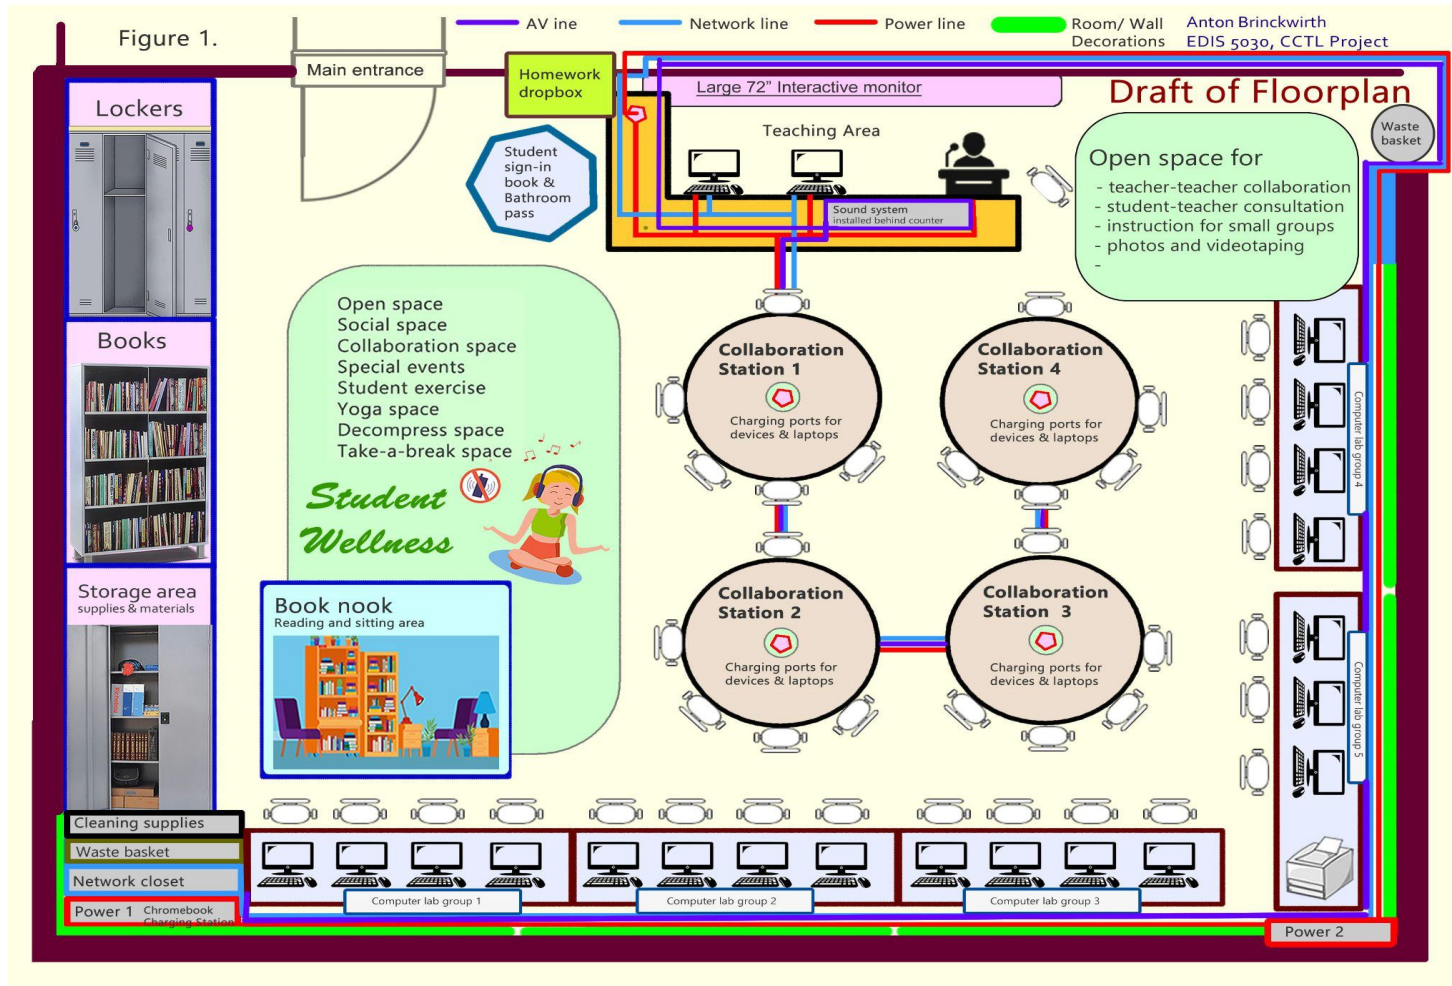 Figure 1.
AV ine
Network line
Power line
Room/ Wall
Decorations
Anton Brinckwirth
EDIS 5030, CCTL Project
Main entrance
Homework
dropbox
Large 72" Interactive monitor
Draft of Floorplan
Lockers
Student
sign-in
book &
Bathroom
pass
Teaching Area
Waste
basket
Sound system
installed behind counter
Open space for
- teacher-teacher collaboration
- student-teacher consultation
- instruction for small groups
- photos and videotaping
-
Books
Open space
Social space
Collaboration space
Special events
Student exercise
Yoga space
Decompress space
Take-a-break space
Student
Wellness
Collaboration
Station 1
Charging ports for
devices & laptops
Collaboration
Station 4
Charging ports for
devices & laptops
Computer lab group 4
Storage area
supplies & materials
Book nook
Reading and sitting area
Collaboration
Station 2
Charging ports for
devices & laptops
Collaboration
Station 3
Charging ports for
devices & laptops
Computer lab group 5
Cleaning supplies
Waste basket
Network closet
Power 1
Chromebook
Charging Station
Computer lab group 1
Computer lab group 2
Computer lab group 3
Power 2